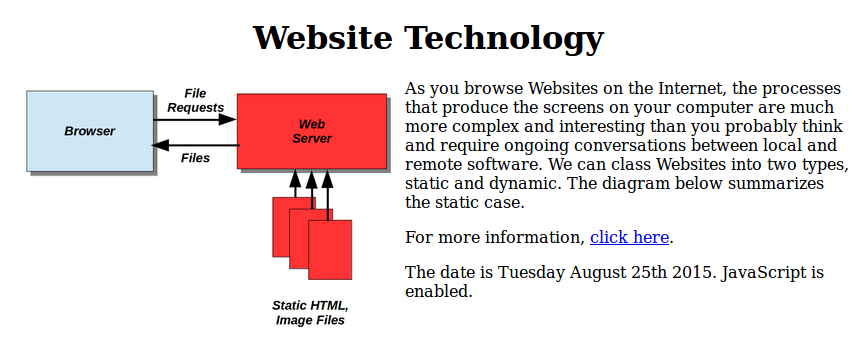 Website Technology
File
Requests
Browser
Web
Server
Files
Static HTML,
Image Files
As you browse Websites on the Internet, the processes
that produce the screens on your computer are much
more complex and interesting than you probably think
and require ongoing conversations between local and
remote software. We can class Websites into two types,
static and dynamic. The diagram below summarizes
the static case.
For more information, click here.
The date is Tuesday August 25th 2015. JavaScript is
enabled.